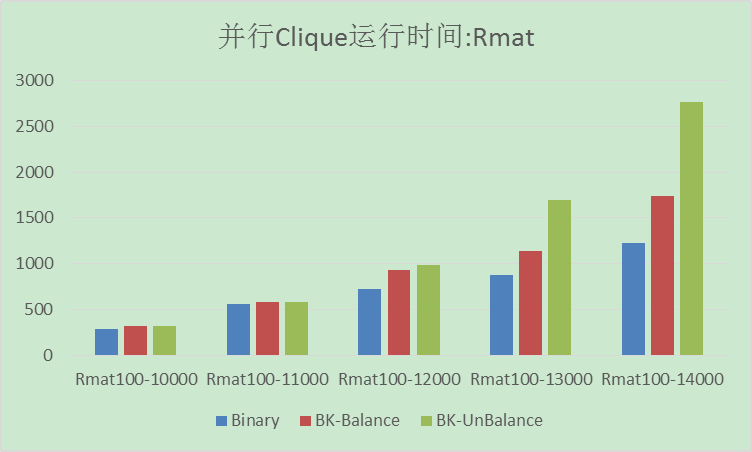 并行Clique运行时间:Rmat
3000
2500
2000
1500
1000
500
0
Rmat100-10000 Rmat100-11000 Rmat100-12000 Rmat100-13000 Rmat100-14000
Binary BK-Balance BK-UnBalance